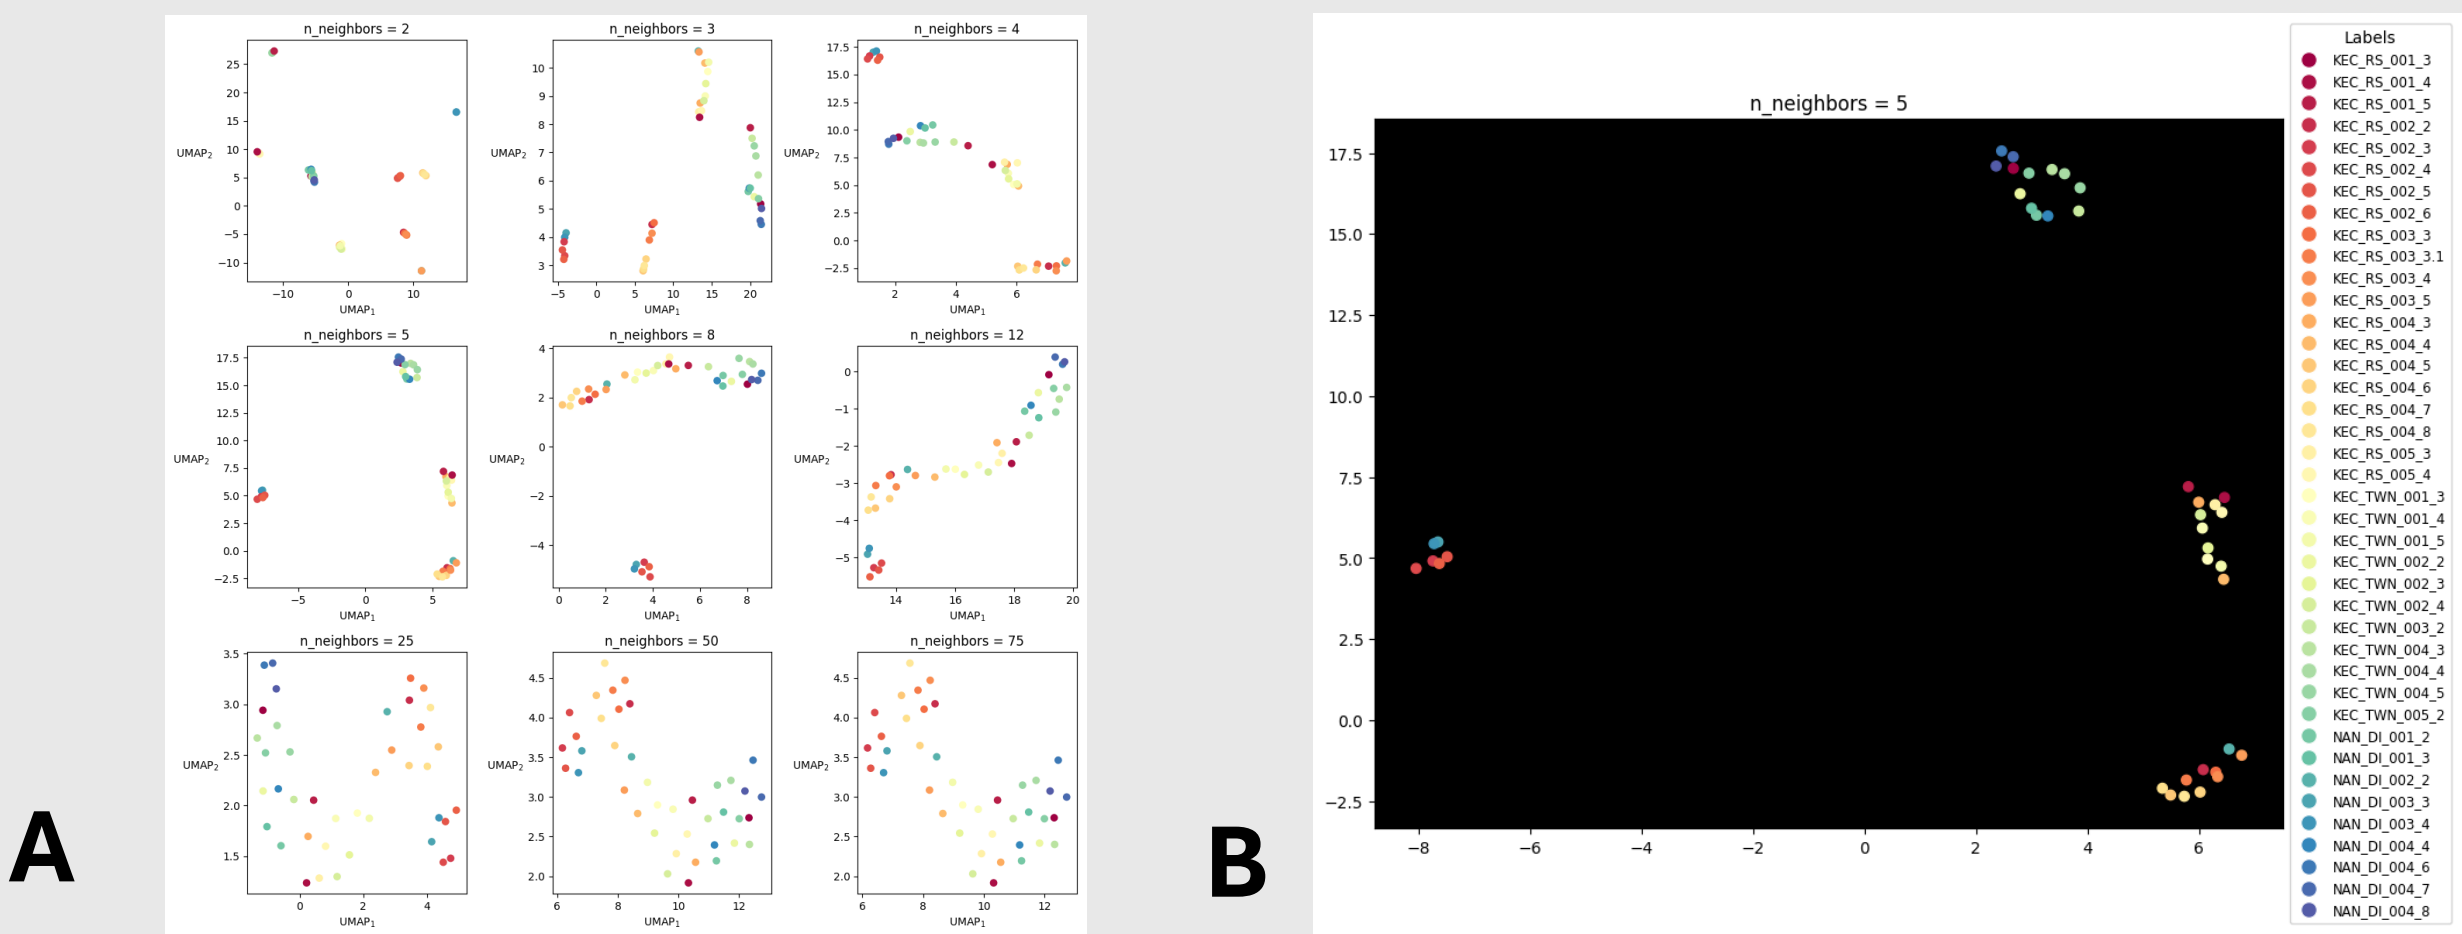 n_neighbors = 2
n_neighbors = 3
n_neighbors = 4
25
20
15
10
5
0
−5
−10
UMAP2
−10
0
10
UMAP1
10
9
8
7
6
5
4
3
UMAP2
−5
0
5
10
15
20
UMAP1
17.5
15.0
12.5
10.0
7.5
5.0
2.5
0.0
−2.5
UMAP2
2
4
6
UMAP1
n_neighbors = 5
n_neighbors = 8
n_neighbors = 12
17.5
15.0
12.5
10.0
7.5
5.0
2.5
0.0
−2.5
UMAP2
−5
0
5
UMAP1
4
2
0
−2
−4
UMAP2
0
2
4
6
8
UMAP1
0
−1
−2
−3
−4
−5
UMAP2
14
16
18
20
UMAP1
n_neighbors = 25
n_neighbors = 50
n_neighbors = 75
3.5
3.0
2.5
2.0
1.5
UMAP2
0
2
4
UMAP1
4.5
4.0
3.5
3.0
2.5
2.0
UMAP2
6
8
10
12
UMAP1
4.5
4.0
3.5
3.0
2.5
2.0
UMAP2
6
8
10
12
UMAP1
A
n_neighbors = 5
17.5
15.0
12.5
10.0
7.5
5.0
2.5
0.0
−2.5
−8
−6
−4
−2
0
2
4
6
B
Labels
KEC_RS_001_3
KEC_RS_001_4
KEC_RS_001_5
KEC_RS_002_2
KEC_RS_002_3
KEC_RS_002_4
KEC_RS_002_5
KEC_RS_002_6
KEC_RS_003_3
KEC_RS_003_3.1
KEC_RS_003_4
KEC_RS_003_5
KEC_RS_004_3
KEC_RS_004_4
KEC_RS_004_5
KEC_RS_004_6
KEC_RS_004_7
KEC_RS_004_8
KEC_RS_005_3
KEC_RS_005_4
KEC_TWN_001_3
KEC_TWN_001_4
KEC_TWN_001_5
KEC_TWN_002_2
KEC_TWN_002_3
KEC_TWN_002_4
KEC_TWN_003_2
KEC_TWN_004_3
KEC_TWN_004_4
KEC_TWN_004_5
KEC_TWN_005_2
NAN_DI_001_2
NAN_DI_001_3
NAN_DI_002_2
NAN_DI_003_3
NAN_DI_003_4
NAN_DI_004_4
NAN_DI_004_6
NAN_DI_004_7
NAN_DI_004_8